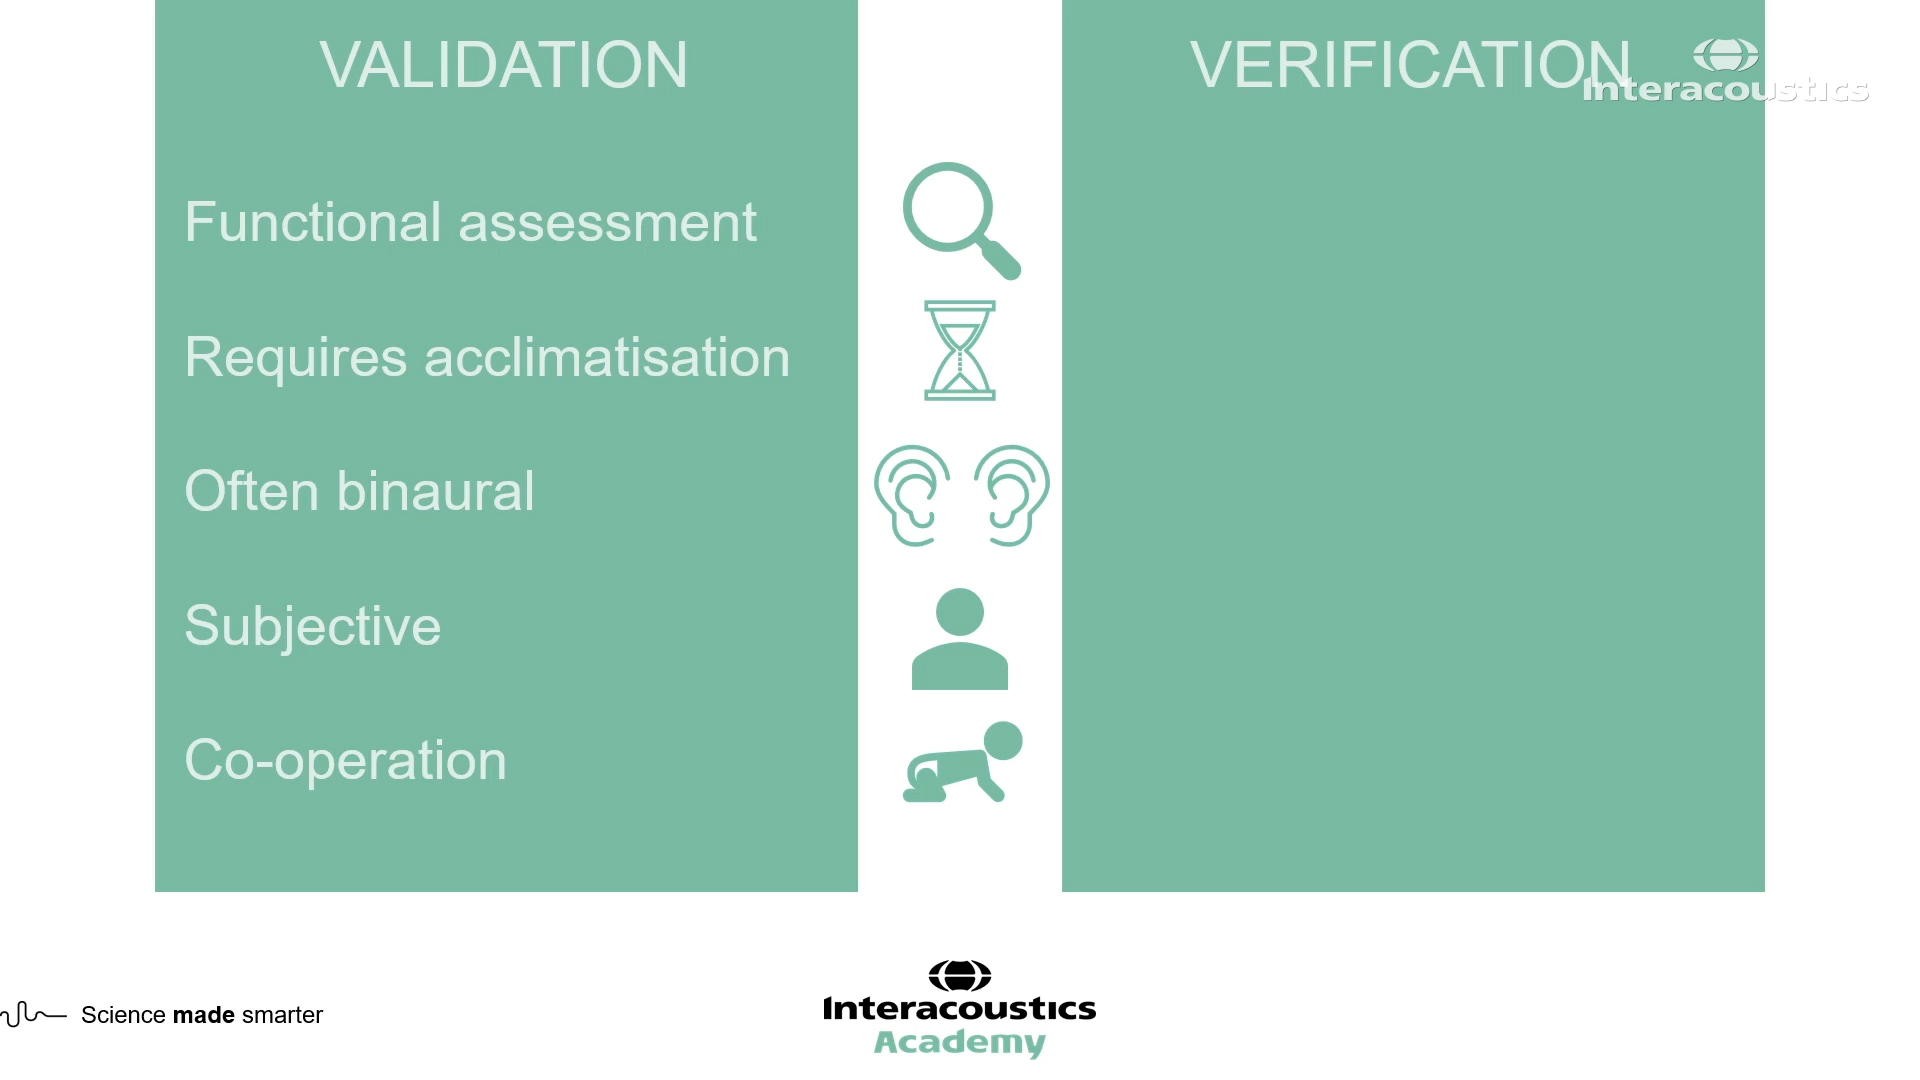 VALIDATION
VERIFICATION
Interacoustics
Functional assessment
Requires acclimatisation
Often binaural
Subjective
Co-operation
Science made smarter
Interacoustics
Academy